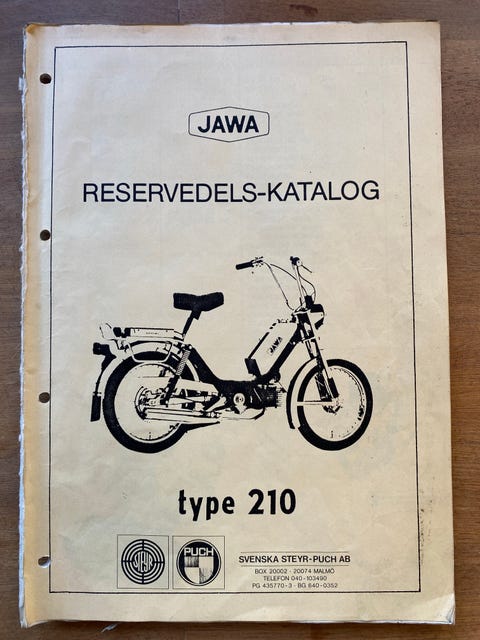 JAWA
RESERVEDELS-KATALOG
JAWA
type 210
STEYR
PUCH
SVENSKA STEYR-PUCH AB
BOX 20002 - 20074 MALMÖ
TELEFON 040-103490
PG 435770-3 - BG 840-0352